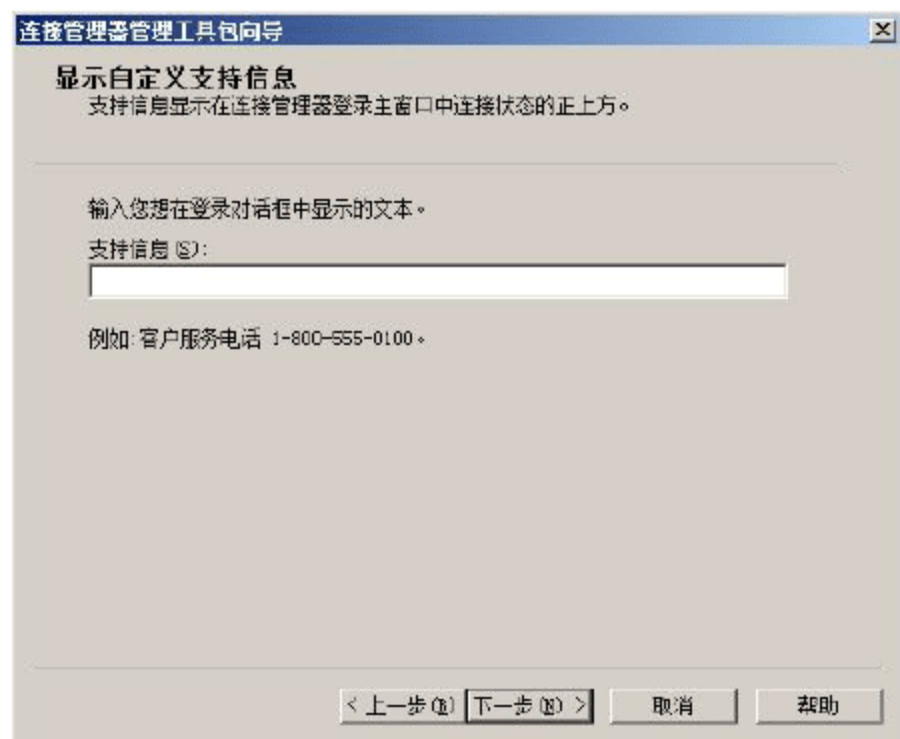 连接管理器管理工具包向导
显示自定义支持信息
支持信息显示在连接管理器登录主窗口中连接状态的正上方。
输入您想在登录对话框中显示的文本。
支持信息(S):
例如:客户服务电话 1-800-555-0100。
< 上一步(B) 下一步(N) > 取消 帮助